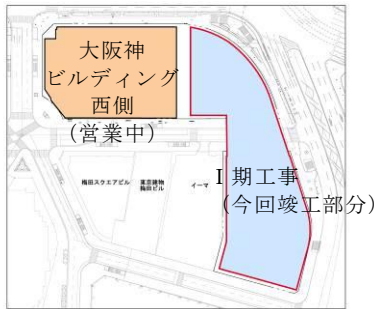 大阪神
ビルディング
西側
(営業中)
梅田スクエアビル
東京建物
梅田ビル
イーマ
Ⅰ期工事
(今回竣工部分)